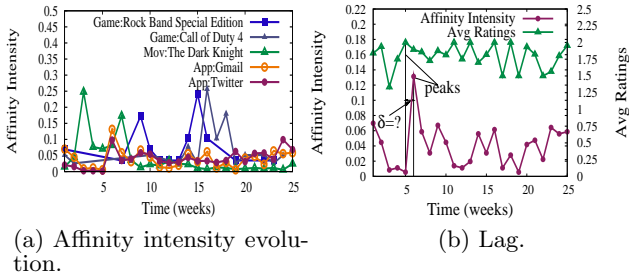 Affinity Intensity
0.5
0.4
0.3
0.25
0.2
0.15
0.1
0.05
0
Game:Rock Band Special Edition
Game:Call of Duty 4
Mov:The Dark Knight
App:Gmail
App:Twitter
0 5 10 15 20 25
Time (weeks)
(a) Affinity intensity evolu-
tion.
Affinity Intensity
0.22
0.2
0.18
0.16
0.14
0.12
0.1
0.08
0.06
0.04
0.02
0
Affinity Intensity
Avg Ratings
peaks
δ=?
0 5 10 15 20 25
Time (weeks)
2.5
2.25
2
1.75
1.5
1.25
1
0.75
0.5
0.25
0
Avg Ratings
(b) Lag.